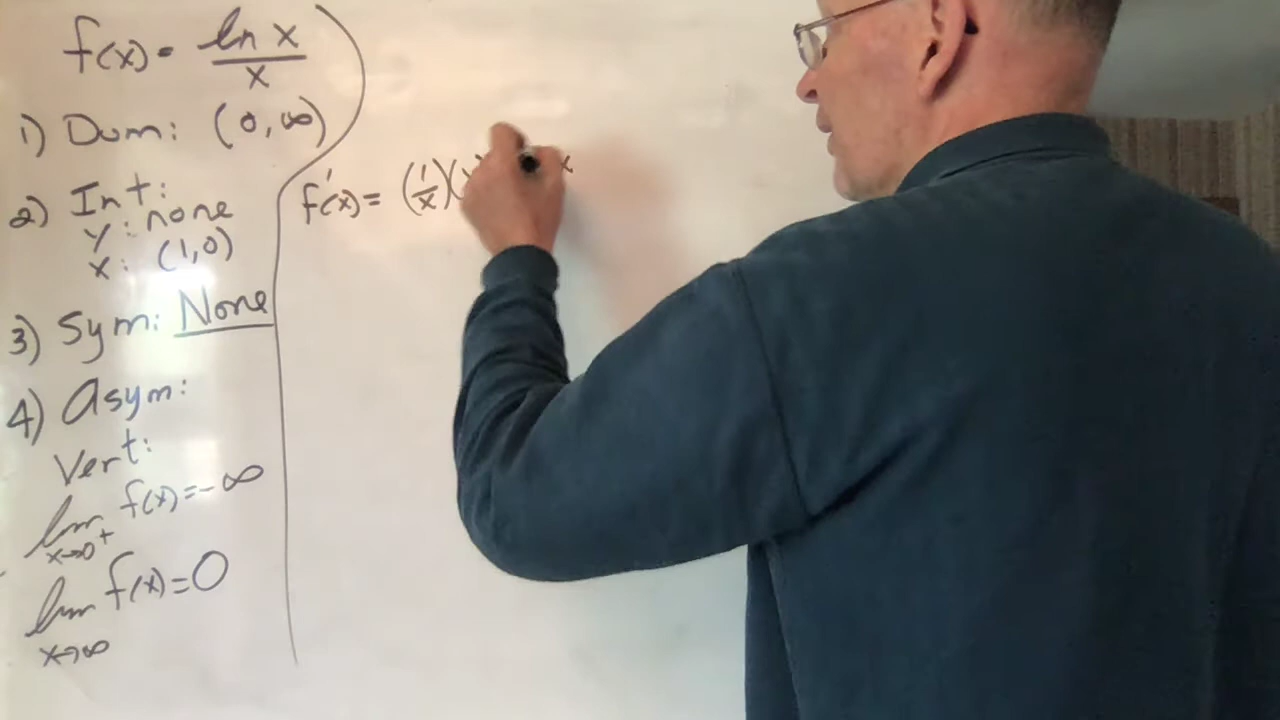 f(x) = ln x / x
1) Dom: (0, ∞)
2) Int:
y: none
x: (1,0)
3) Sym: None
4) Asym:
Vert:
lim x→0⁺ f(x) = -∞
lim x→∞ f(x) = 0
f'(x) = (1/x)(x
x